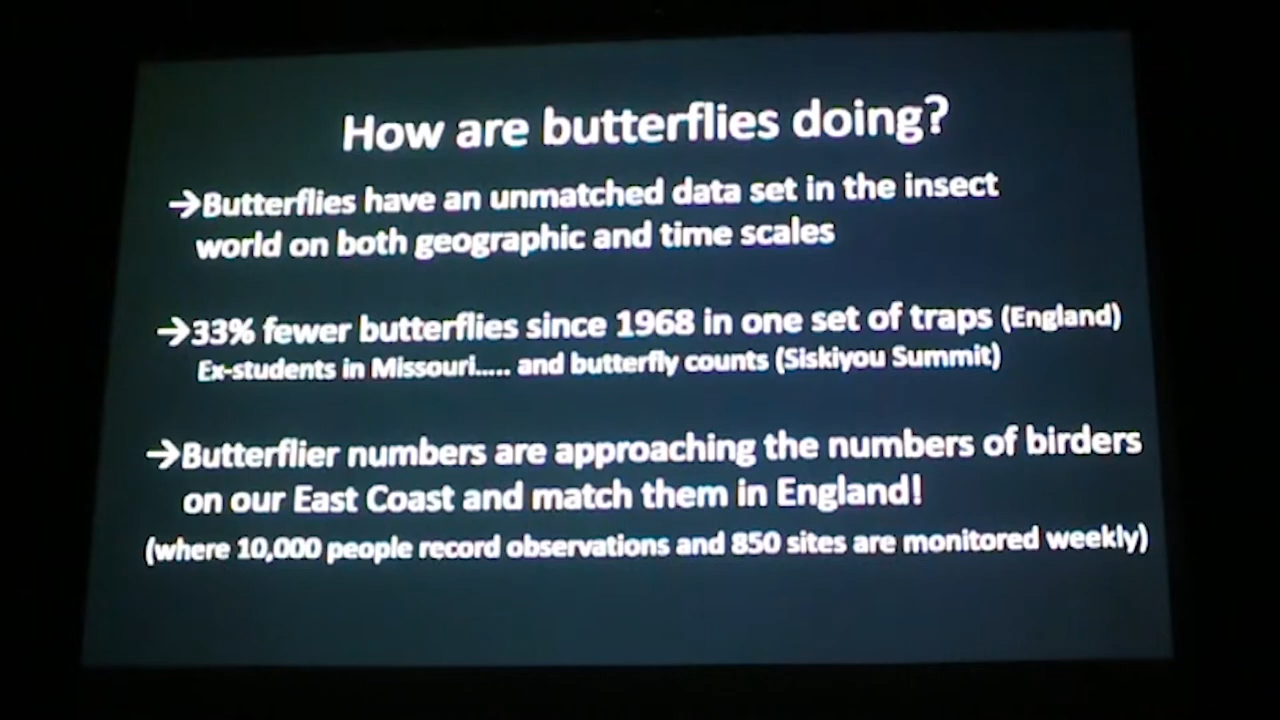 How are butterflies doing?
→Butterflies have an unmatched data set in the insect
world on both geographic and time scales
→33% fewer butterflies since 1968 in one set of traps (England)
Ex-students in Missouri..... and butterfly counts (Siskiyou Summit)
→Butterflier numbers are approaching the numbers of birders
on our East Coast and match them in England!
(where 10,000 people record observations and 850 sites are monitored weekly)